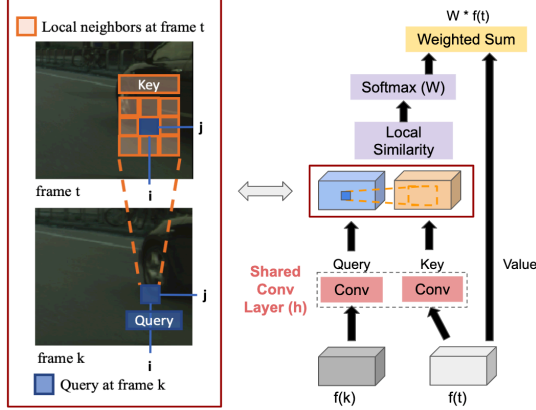 Local neighbors at frame t
Key
j
i
frame t
j
Query
frame k
i
Query at frame k
W * f(t)
Weighted Sum
Softmax (W)
Local
Similarity
Query
Key
Value
Shared
Conv
Layer (h)
Conv
Conv
f(k)
f(t)